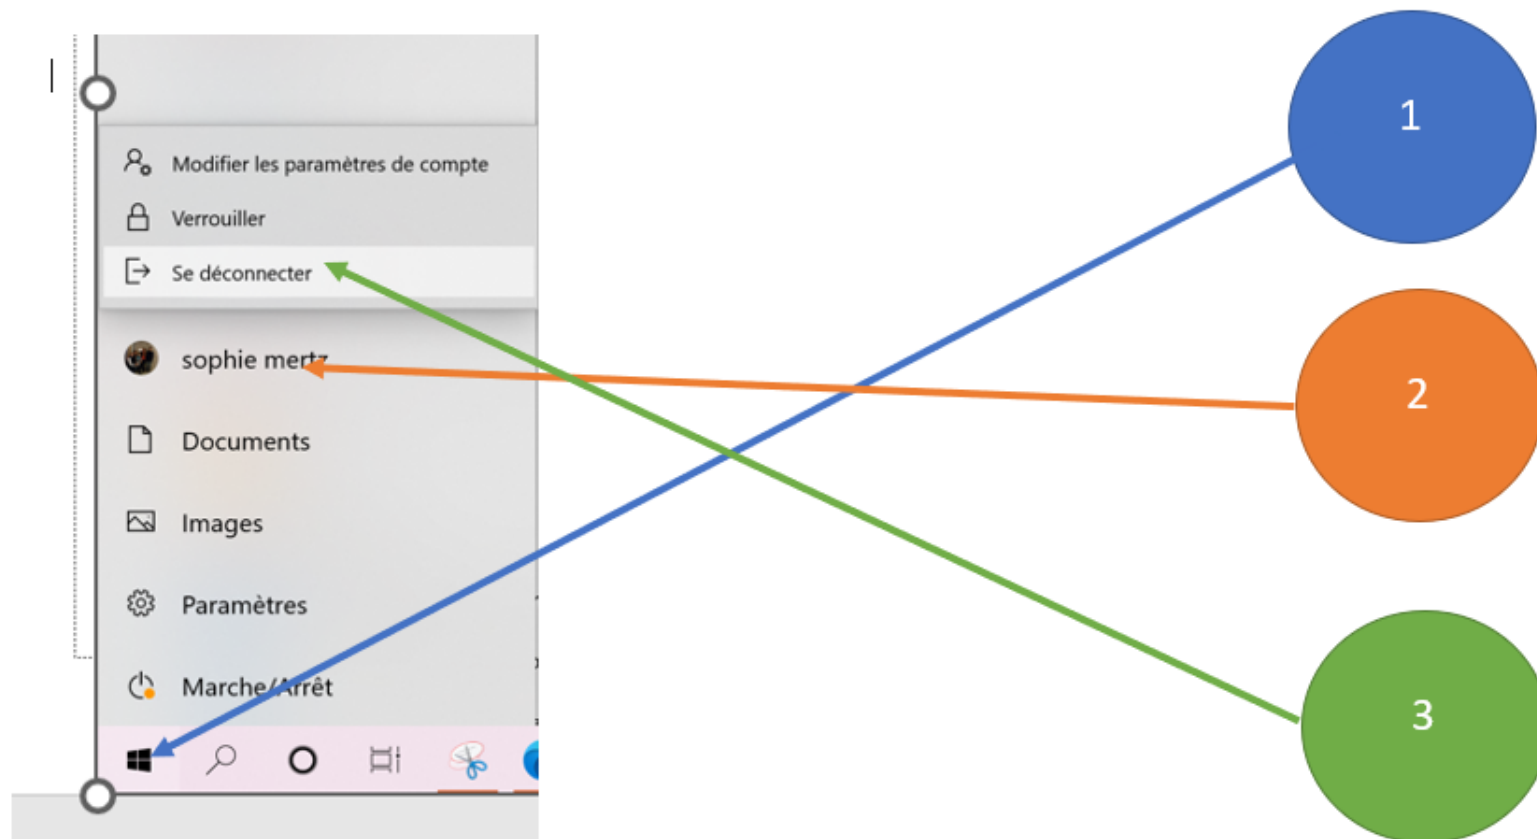 Modifier les paramètres de compte
Verrouiller
Se déconnecter
sophie mertz
Documents
Images
Paramètres
Marche/Arrêt
1
2
3